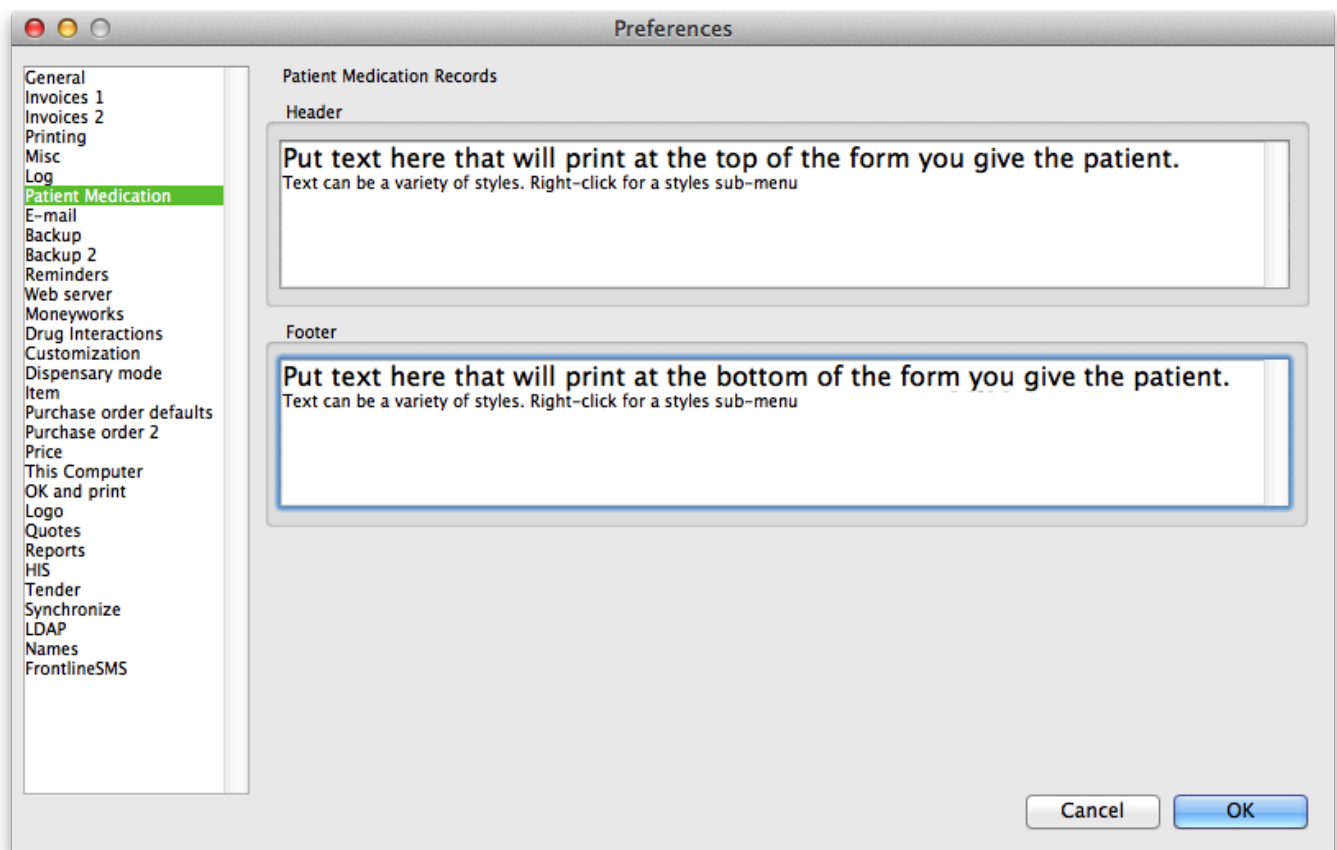 Preferences
General
Invoices 1
Invoices 2
Printing
Misc
Log
Patient Medication
E-mail
Backup
Backup 2
Reminders
Web server
Moneyworks
Drug Interactions
Customization
Dispensary mode
Item
Purchase order defaults
Purchase order 2
Price
This Computer
OK and print
Logo
Quotes
Reports
HIS
Tender
Synchronize
LDAP
Names
FrontlineSMS
Patient Medication Records
Header
Put text here that will print at the top of the form you give the patient.
Text can be a variety of styles. Right-click for a styles sub-menu
Footer
Put text here that will print at the bottom of the form you give the patient.
Text can be a variety of styles. Right-click for a styles sub-menu
Cancel
OK